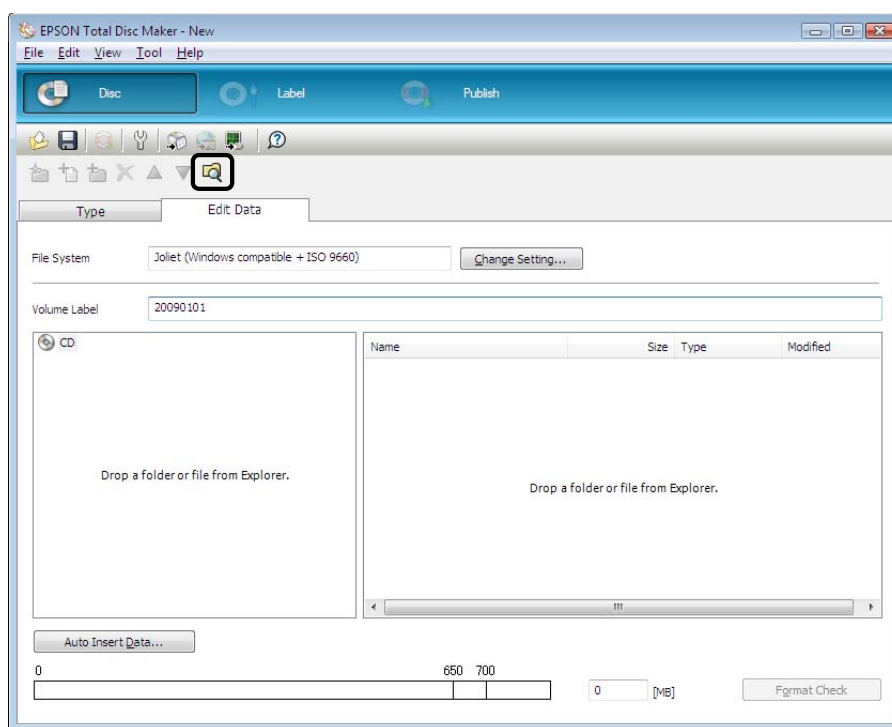 EPSON Total Disc Maker - New
File Edit View Tool Help
Disc Label Publish
Type Edit Data
File System Joliet (Windows compatible + ISO 9660) Change Setting...
Volume Label 20090101
CD
Name Size Type Modified
Drop a folder or file from Explorer.
Drop a folder or file from Explorer.
Auto Insert Data...
0 650 700
0 [MB] Format Check